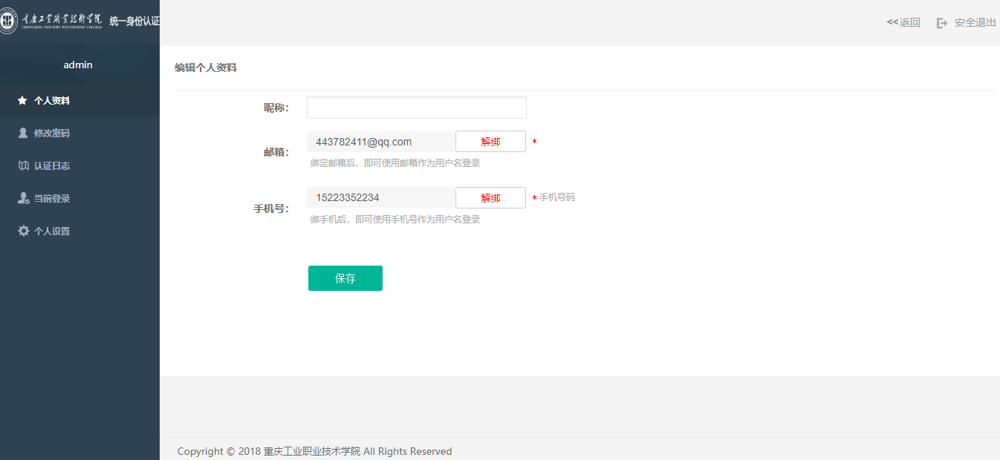 重庆工业职业技术学院 统一身份认证
CHONGQING INDUSTRY POLYTECHNIC COLLEGE
<<返回 安全退出
admin
个人资料
修改密码
认证日志
当前登录
个人设置
编辑个人资料
昵称：
邮箱： 443782411@qq.com 解绑 *
绑定邮箱后，即可使用邮箱作为用户名登录
手机号： 15223352234 解绑 * 手机号码
绑手机后，即可使用手机号作为用户名登录
保存
Copyright © 2018 重庆工业职业技术学院 All Rights Reserved